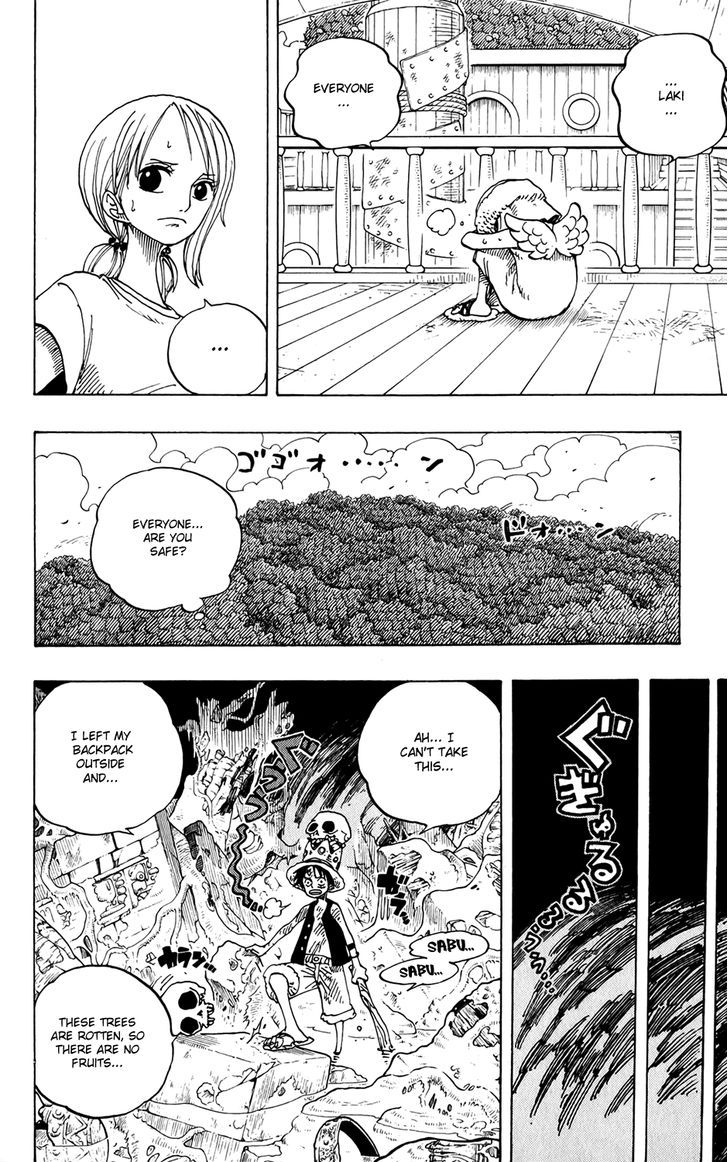 ...
LAKI
...
EVERYONE
...
...
ドォ・・・・ン
ゴゴォ・・・・・ン
EVERYONE...
ARE YOU
SAFE?
AH... I
CAN'T TAKE
THIS...
I LEFT MY
BACKPACK
OUTSIDE
AND...
SABU...
SABU...
THESE TREES
ARE ROTTEN, SO
THERE ARE NO
FRUITS...